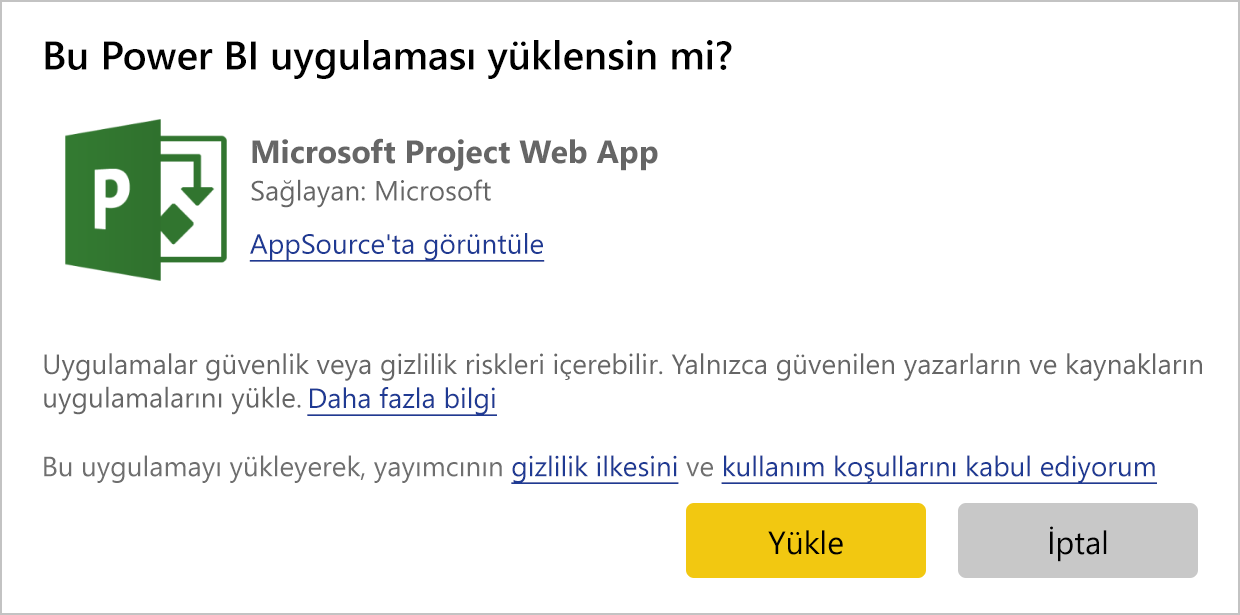 Bu Power BI uygulaması yüklensin mi?
P
Microsoft Project Web App
Sağlayan: Microsoft
AppSource'ta görüntüle
Uygulamalar güvenlik veya gizlilik riskleri içerebilir. Yalnızca güvenilen yazarların ve kaynakların
uygulamalarını yükle. Daha fazla bilgi
Bu uygulamayı yükleyerek, yayımcının gizlilik ilkesini ve kullanım koşullarını kabul ediyorum
Yükle İptal